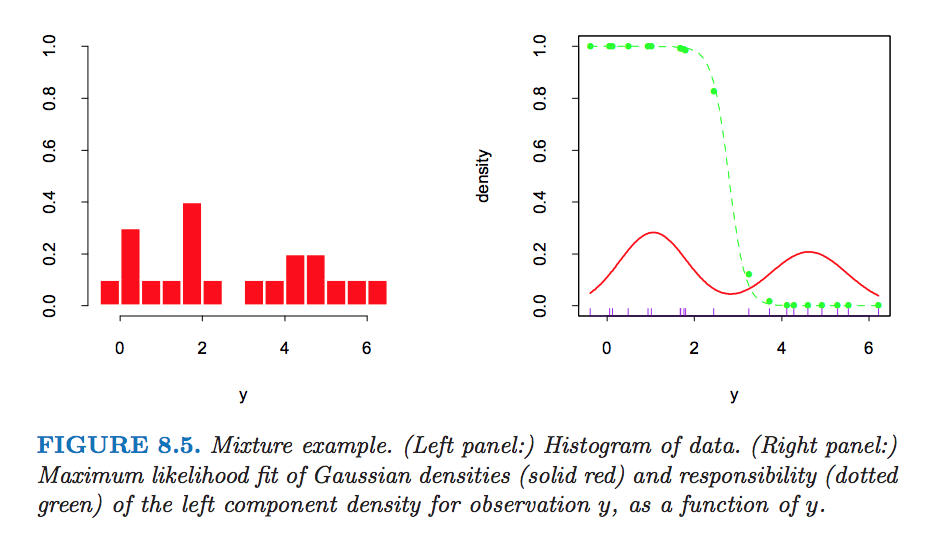 1.0
0.8
0.6
0.4
0.2
0.0
0 2 4 6
y
density
1.0
0.8
0.6
0.4
0.2
0.0
0 2 4 6
y
FIGURE 8.5. Mixture example. (Left panel:) Histogram of data. (Right panel:)
Maximum likelihood fit of Gaussian densities (solid red) and responsibility (dotted
green) of the left component density for observation y, as a function of y.